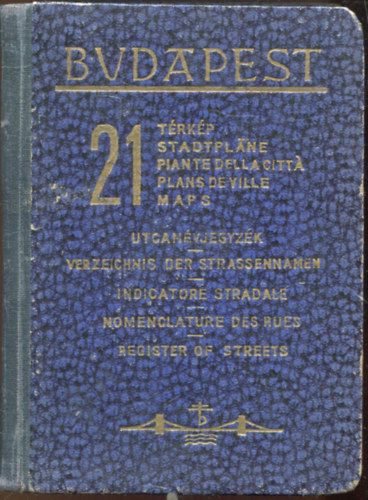 BUDAPEST
21
TÉRKÉP
STADTPLÄNE
PIANTE DELLA CITTÀ
PLANS DE VILLE
MAPS
UTCANÉVJEGYZÉK
VERZEICHNIS DER STRASSENNAMEN
INDICATORE STRADALE
NOMENCLATURE DES RUES
REGISTER OF STREETS